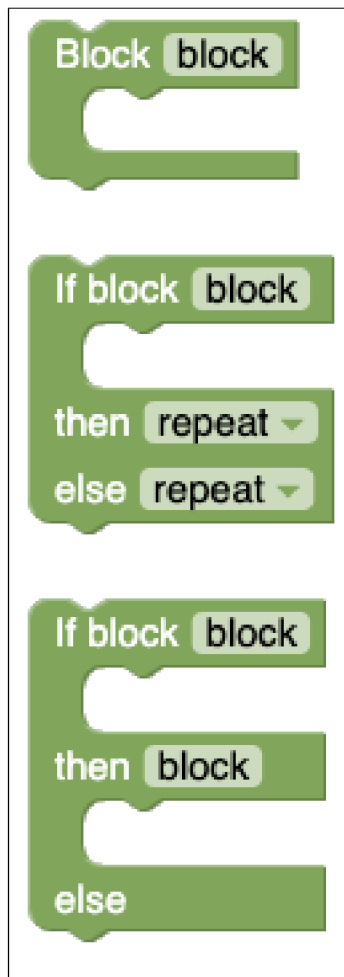 Block block
If block block
then repeat
else repeat
If block block
then block
else